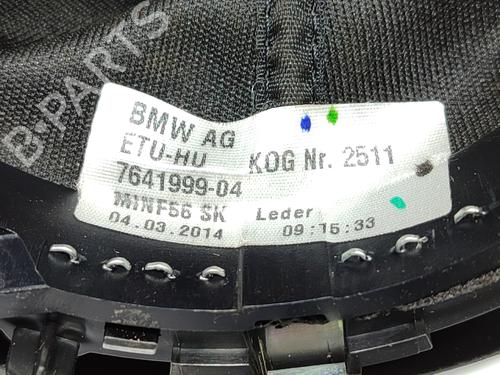 B-PARTS
BMW AG
ETU-HU KOG Nr. 2511
7641999-04
MINF56 SK Leder
04.03.2014 09:15:33